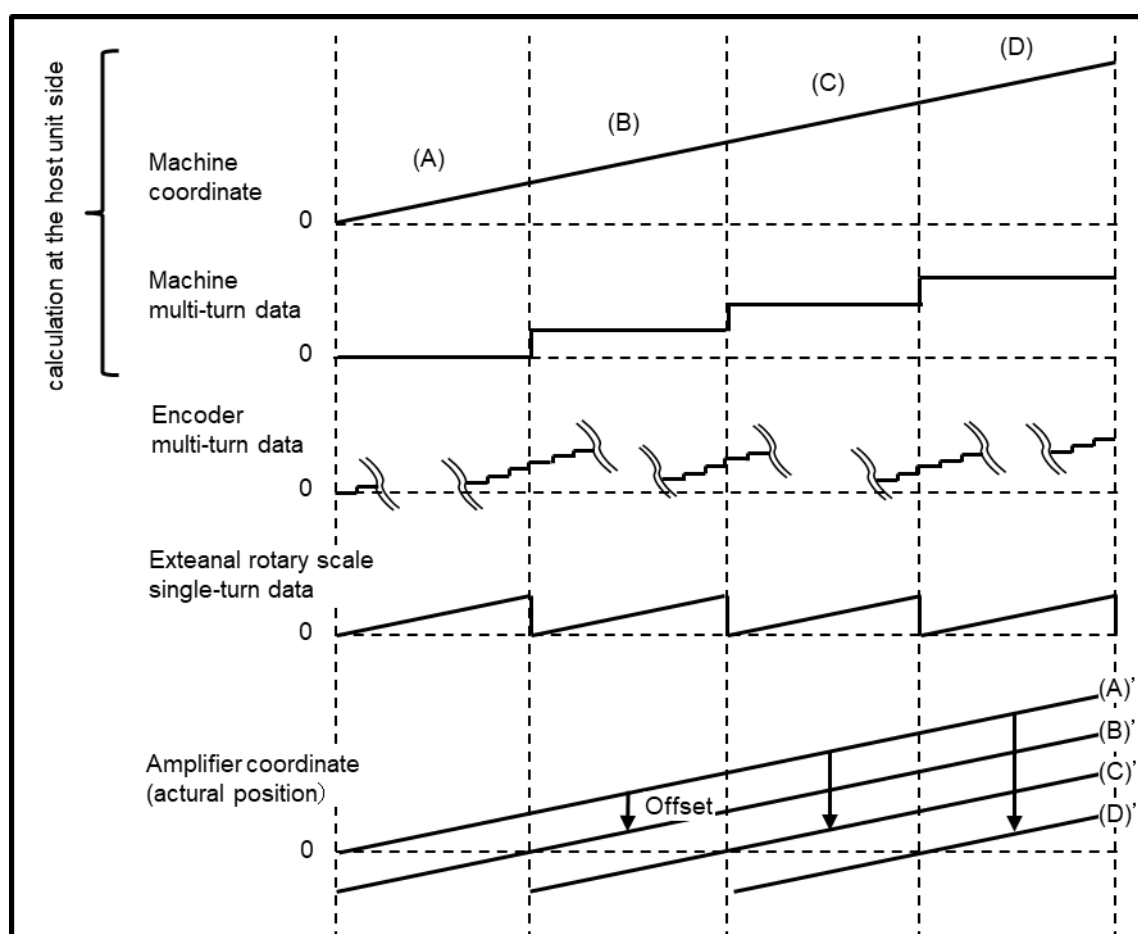 calculation at the host unit side
(D)
(C)
(B)
(A)
Machine
coordinate
0
Machine
multi-turn data
0
Encoder
multi-turn data
0
Exteanal rotary scale
single-turn data
0
(A)'
(B)'
Amplifier coordinate
(C)'
(actural position)
Offset
(D)'
0